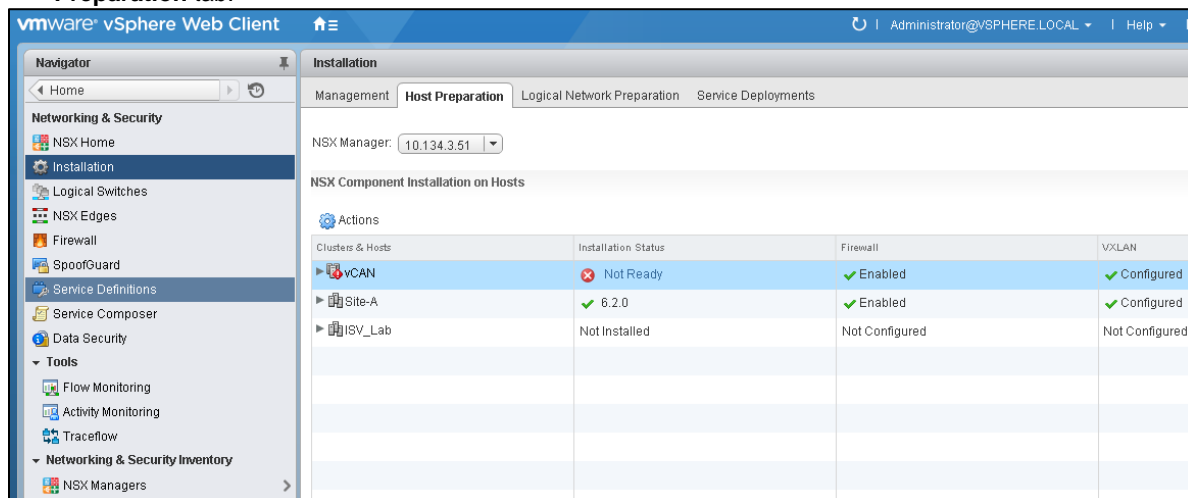 Preparation tab.
vmware® vSphere Web Client
Administrator@VSPHERE.LOCAL
Help
Navigator
Home
Networking & Security
NSX Home
Installation
Logical Switches
NSX Edges
Firewall
SpoofGuard
Service Definitions
Service Composer
Data Security
Tools
Flow Monitoring
Activity Monitoring
Traceflow
Networking & Security Inventory
NSX Managers
Installation
Management Host Preparation Logical Network Preparation Service Deployments
NSX Manager: 10.134.3.51
NSX Component Installation on Hosts
Actions
Clusters & Hosts Installation Status Firewall VXLAN
vCAN Not Ready Enabled Configured
Site-A 6.2.0 Enabled Configured
ISV_Lab Not Installed Not Configured Not Configured